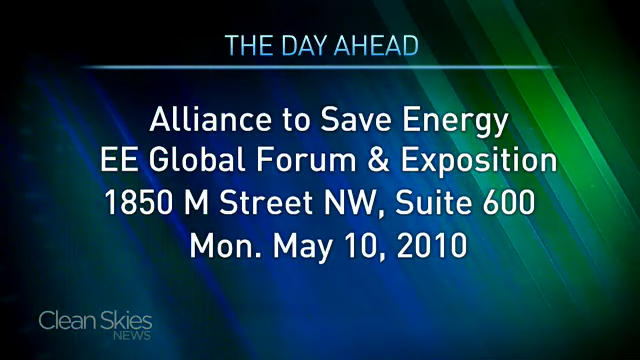 THE DAY AHEAD
Alliance to Save Energy
EE Global Forum & Exposition
1850 M Street NW, Suite 600
Mon. May 10, 2010
Clean Skies
NEWS